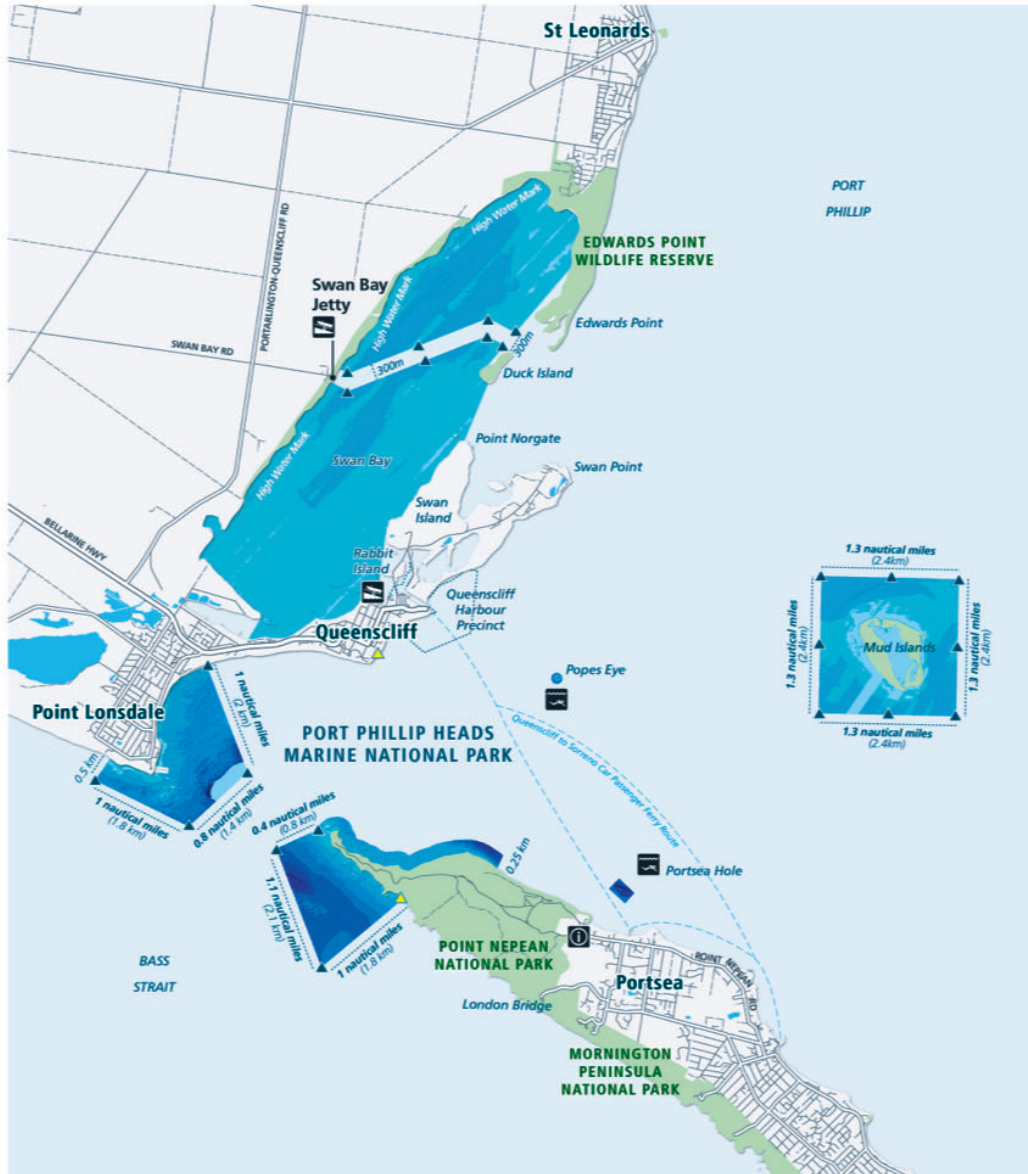 St Leonards
PORT
PHILLIP
High Water Mark
EDWARDS POINT
WILDLIFE RESERVE
PORTARLINGTON-QUEENSCLIFF RD
Swan Bay
Jetty
High Water Mark
Edwards Point
SWAN BAY RD
300m
300m
Duck Island
Point Norgate
High Water Mark
Swan Bay
Swan Point
Swan
Island
BELLARINE HWY
Rabbit
Island
Queenscliff
Harbour
Precinct
Queenscliff
1.3 nautical miles
(2.4km)
1.3 nautical miles
(2.4km)
Mud Islands
1.3 nautical miles
(2.4km)
1.3 nautical miles
(2.4km)
Popes Eye
Point Lonsdale
1 nautical miles
(2 km)
PORT PHILLIP HEADS
MARINE NATIONAL PARK
Queenscliff to Sorreno Car Passenger Ferry Route
0.5 km
1 nautical miles
(1.8 km)
0.8 nautical miles
(1.4 km)
0.4 nautical miles
(0.8 km)
0.25 km
Portsea Hole
1.1 nautical miles
(2.1 km)
1 nautical miles
(1.8 km)
i
POINT NEPEAN
NATIONAL PARK
POINT NEPEAN RD
BASS
STRAIT
Portsea
London Bridge
MORNINGTON
PENINSULA
NATIONAL PARK